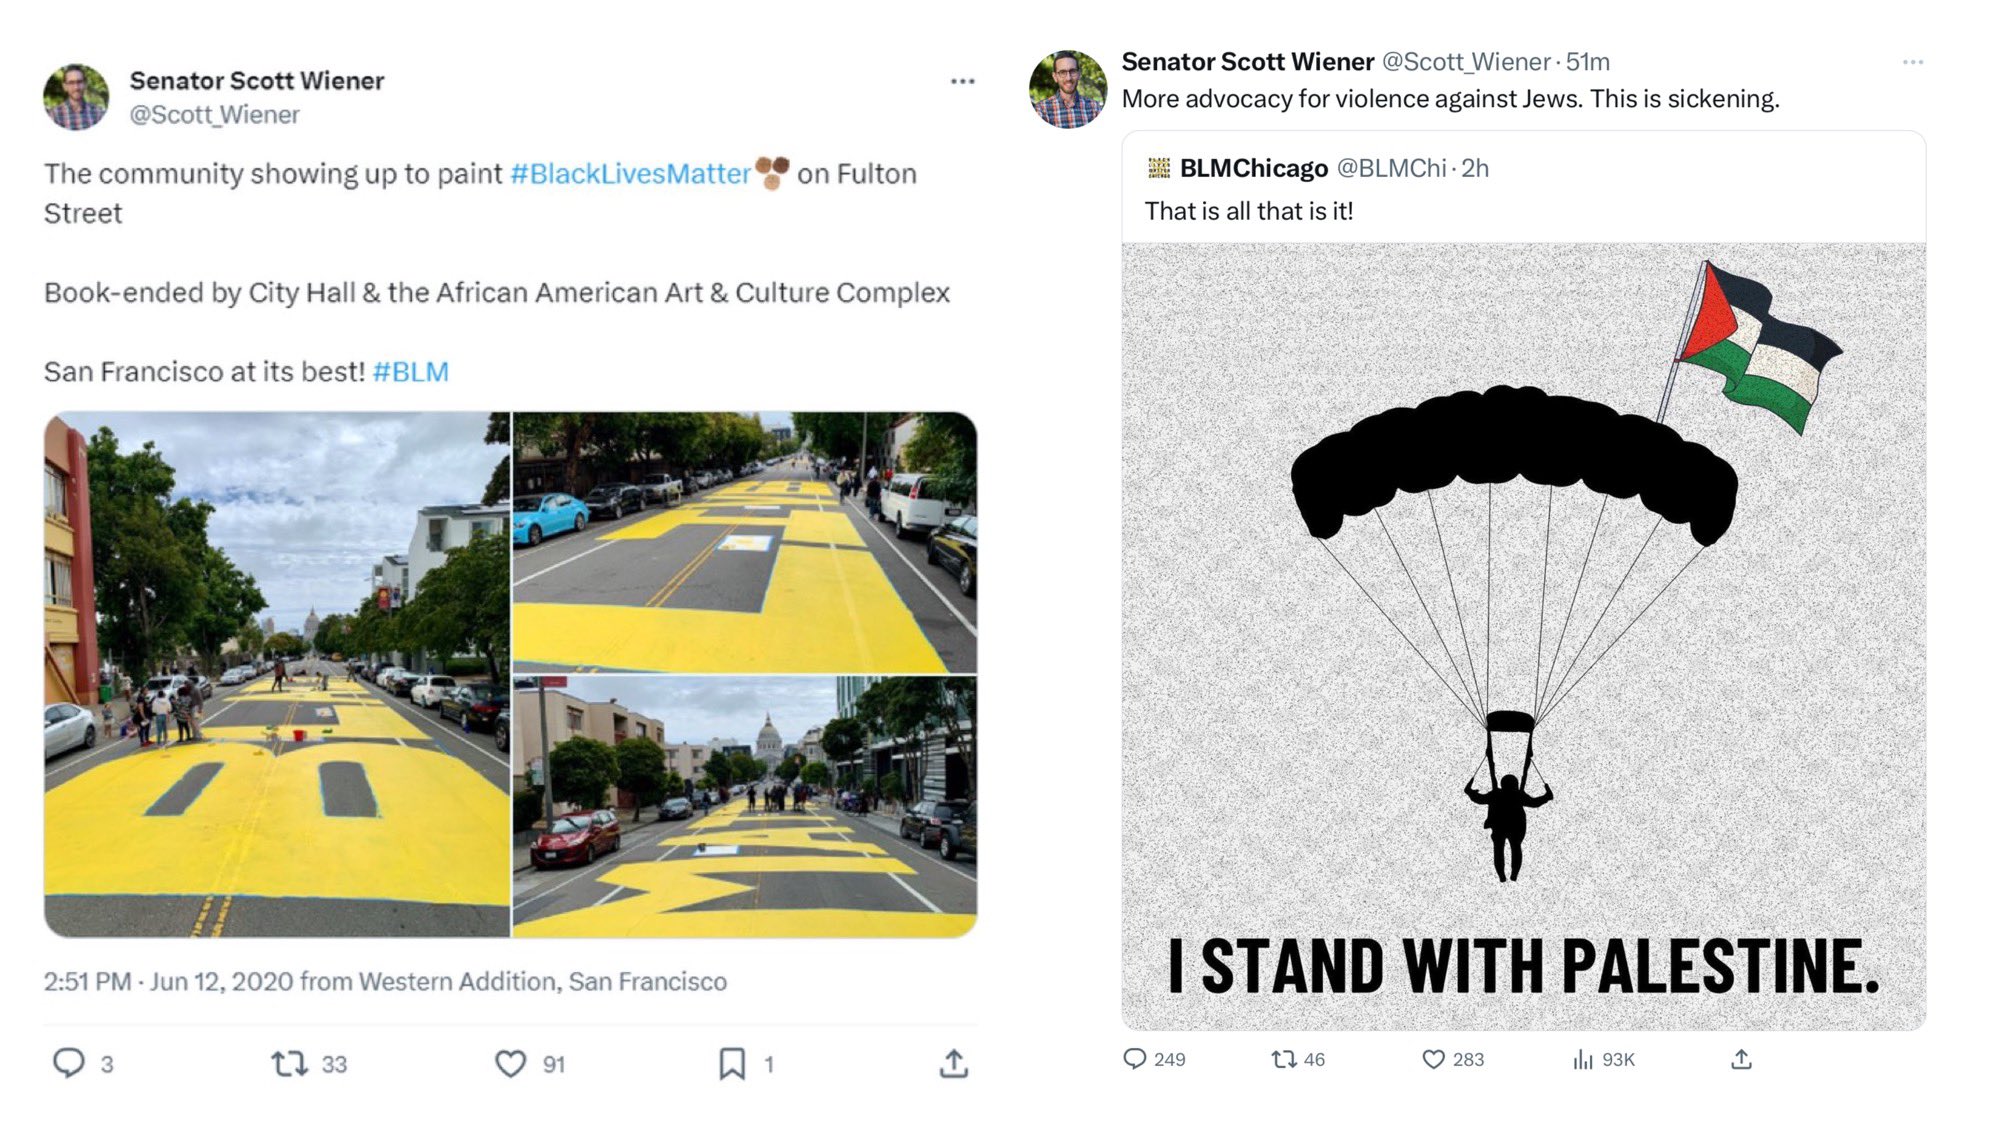 Senator Scott Wiener
@Scott_Wiener
The community showing up to paint #BlackLivesMatter✊🏽✊🏿✊🏾 on Fulton
Street
Book-ended by City Hall & the African American Art & Culture Complex
San Francisco at its best! #BLM
2:51 PM · Jun 12, 2020 from Western Addition, San Francisco
3 33 91 1
Senator Scott Wiener @Scott_Wiener · 51m
More advocacy for violence against Jews. This is sickening.
BLMChicago @BLMChi · 2h
That is all that is it!
I STAND WITH PALESTINE.
249 46 283 93K